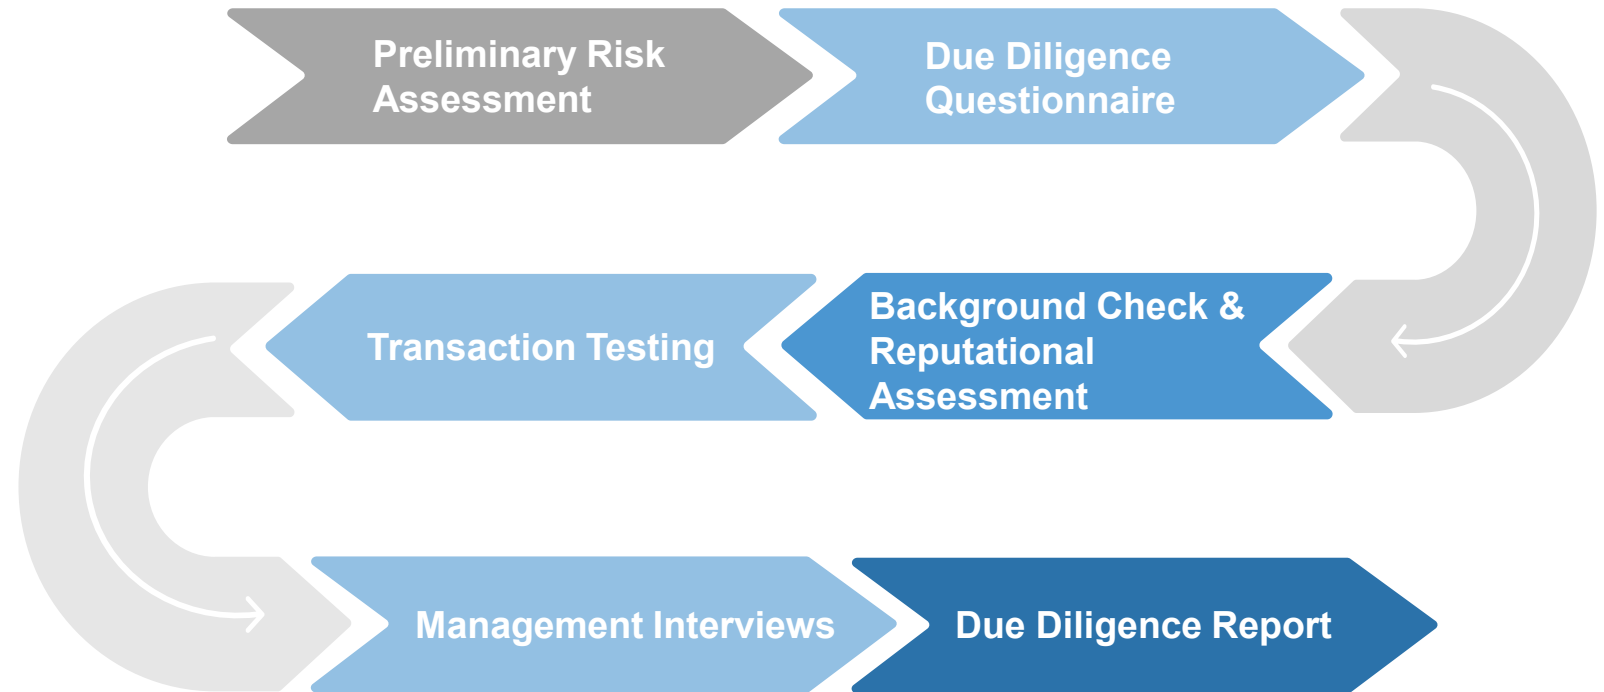 Preliminary Risk
Assessment
Due Diligence
Questionnaire
Background Check &
Reputational
Assessment
Transaction Testing
Management Interviews
Due Diligence Report